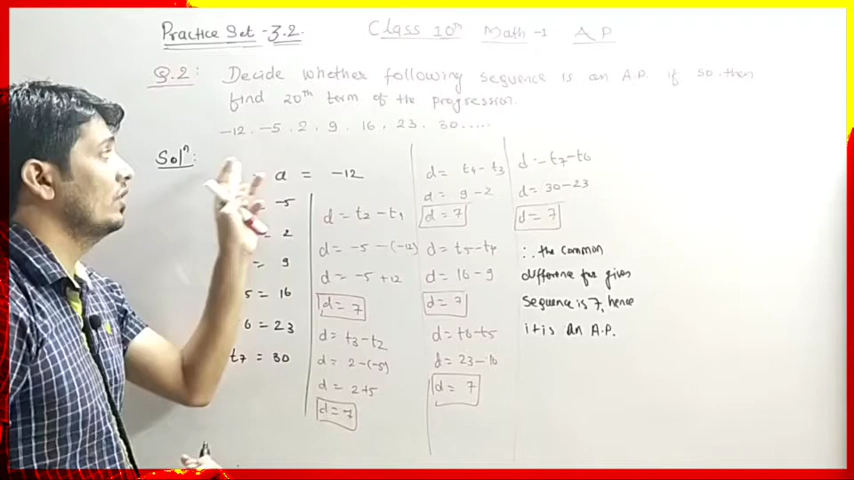 Practice Set - 3.2. Class 10th Math-1 A P
Q.2: Decide whether following sequence is an A.P. if so then
find 20th term of the progression.
-12, -5, 2, 9, 16, 23, 30.....
Solⁿ:
a = -12
-5
= 2
= 9
5 = 16
6 = 23
t7 = 30
d = t2 - t1
d = -5 - (-12)
d = -5 + 12
d = 7
d = t3 - t2
d = 2 - (-5)
d = 2 + 5
d = 7
d = t4 - t3
d = 9 - 2
d = 7
d = t5 - t4
d = 16 - 9
d = 7
d = t6 - t5
d = 23 - 16
d = 7
d = t7 - t6
d = 30 - 23
d = 7
∴ the common
difference for given
sequence is 7, hence
it is an A.P.